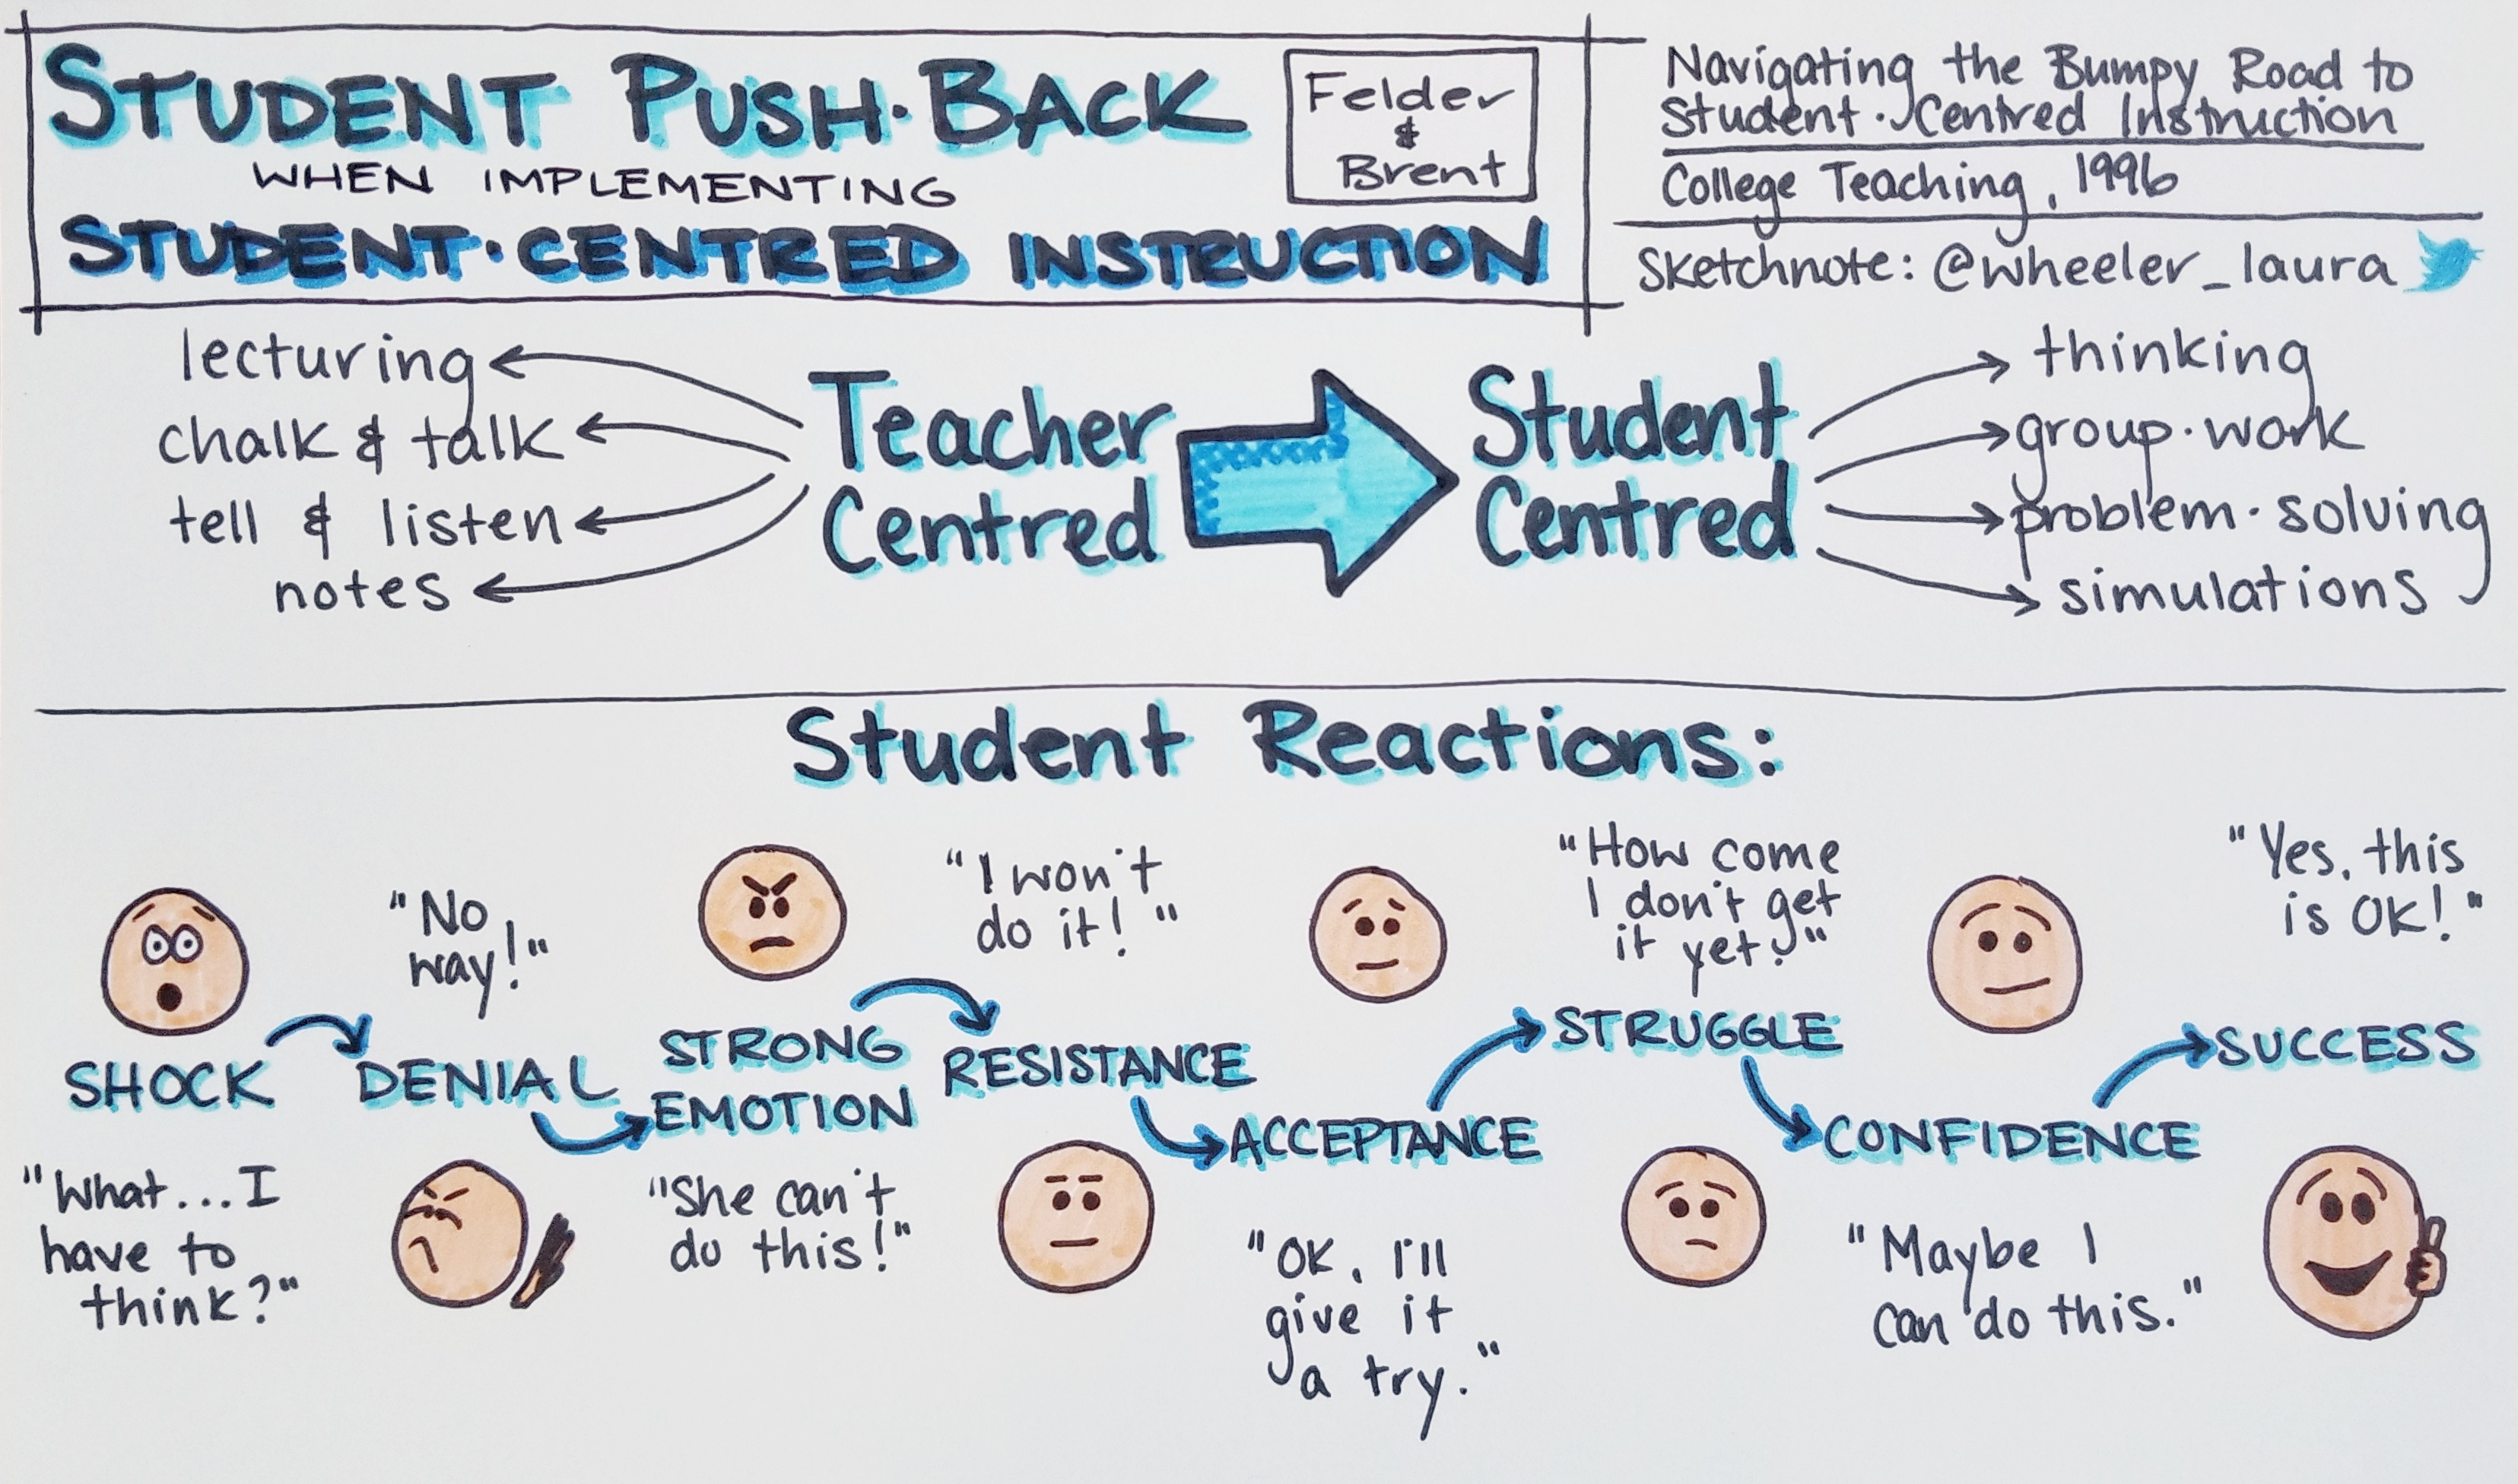 STUDENT PUSH·BACK
WHEN IMPLEMENTING
STUDENT·CENTRED INSTRUCTION
Felder
&
Brent
Navigating the Bumpy Road to
Student·Centred Instruction
College Teaching, 1996
Sketchnote: @wheeler_laura
lecturing
chalk & talk
tell & listen
notes
Teacher
Centred
Student
Centred
thinking
group·work
problem·solving
simulations
Student Reactions:
SHOCK
"What...I
have to
think?"
"No
way!"
DENIAL
STRONG
EMOTION
"She can't
do this!"
"I won't
do it!"
RESISTANCE
ACCEPTANCE
"OK, I'll
give it
a try."
"How come
I don't get
it yet?"
STRUGGLE
CONFIDENCE
"Maybe I
can do this."
"Yes, this
is OK!"
SUCCESS